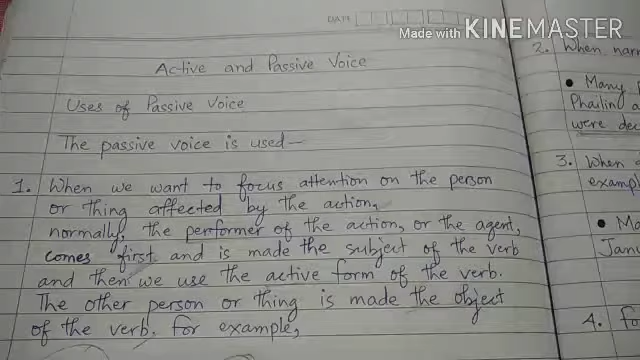 DATE
Made with KINEMASTER
Active and Passive Voice
Uses of Passive Voice
The passive voice is used—
1. When we want to focus attention on the person
or thing affected by the action,
normally, the performer of the action, or the agent,
comes first and is made the subject of the verb
and then we use the active form of the verb.
The other person or thing is made the object
of the verb. for example,
2. When
• Many
Phailin
were
3. When
• Ma
4.